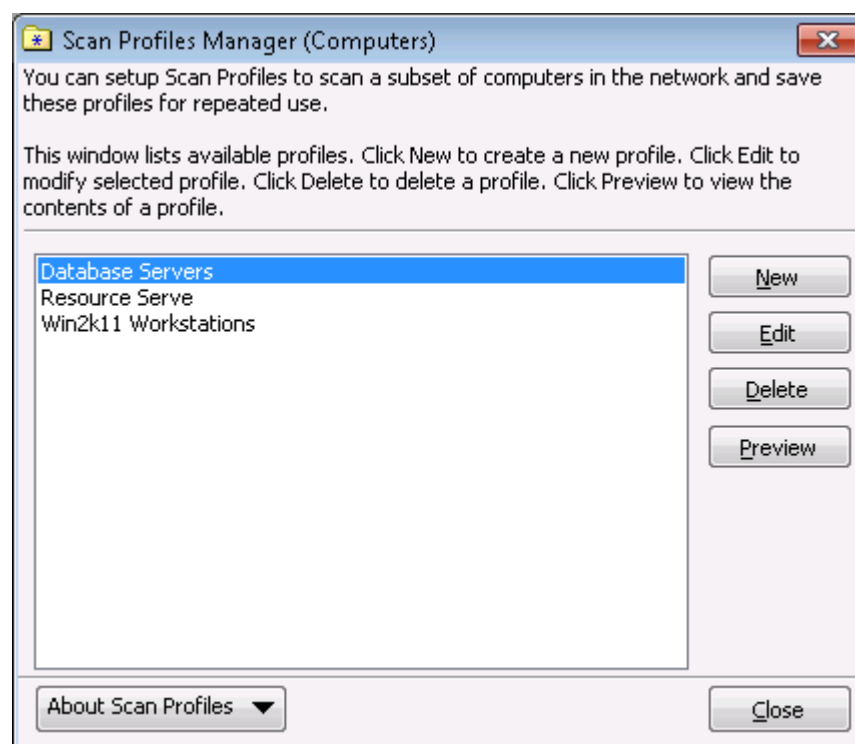 Scan Profiles Manager (Computers)
You can setup Scan Profiles to scan a subset of computers in the network and save
these profiles for repeated use.
This window lists available profiles. Click New to create a new profile. Click Edit to
modify selected profile. Click Delete to delete a profile. Click Preview to view the
contents of a profile.
Database Servers
Resource Serve
Win2k11 Workstations
New
Edit
Delete
Preview
About Scan Profiles
Close